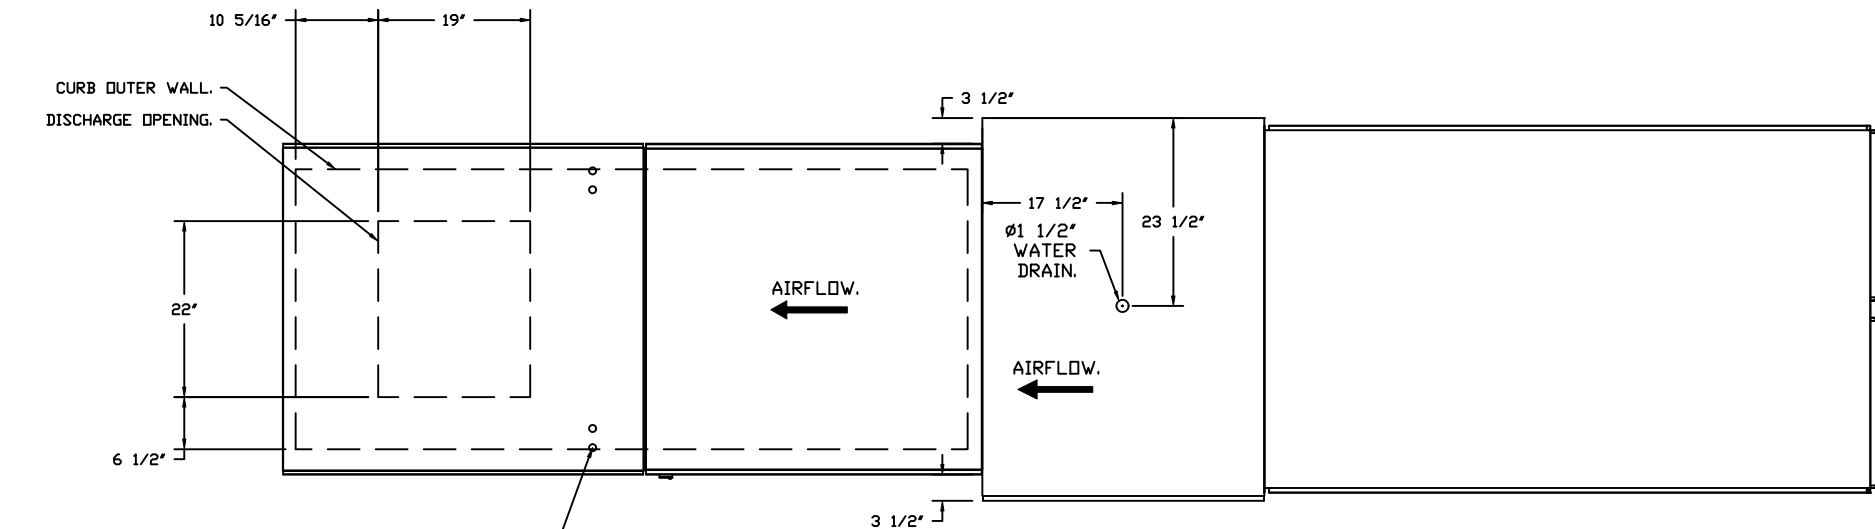 10 5/16"
19"
CURB OUTER WALL.
DISCHARGE OPENING.
3 1/2"
17 1/2"
23 1/2"
Ø1 1/2"
WATER
DRAIN.
AIRFLOW.
22"
AIRFLOW.
6 1/2"
3 1/2"